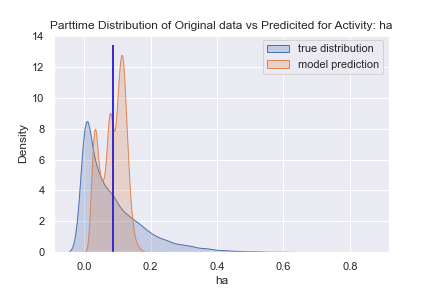 Parttime Distribution of Original data vs Predicited for Activity: ha
14
12
10
8
6
4
2
0
Density
true distribution
model prediction
0.0 0.2 0.4 0.6 0.8
ha